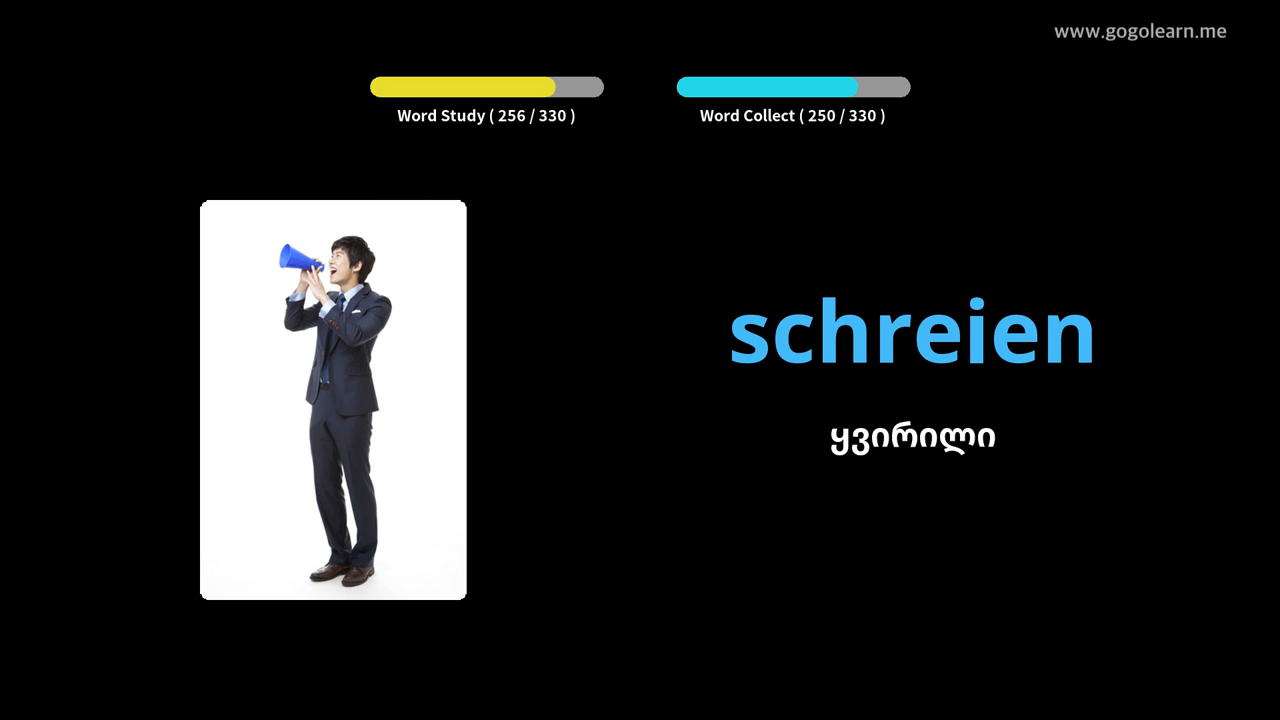 www.gogolearn.me
Word Study ( 256 / 330 )
Word Collect ( 250 / 330 )
schreien
ყვირილი